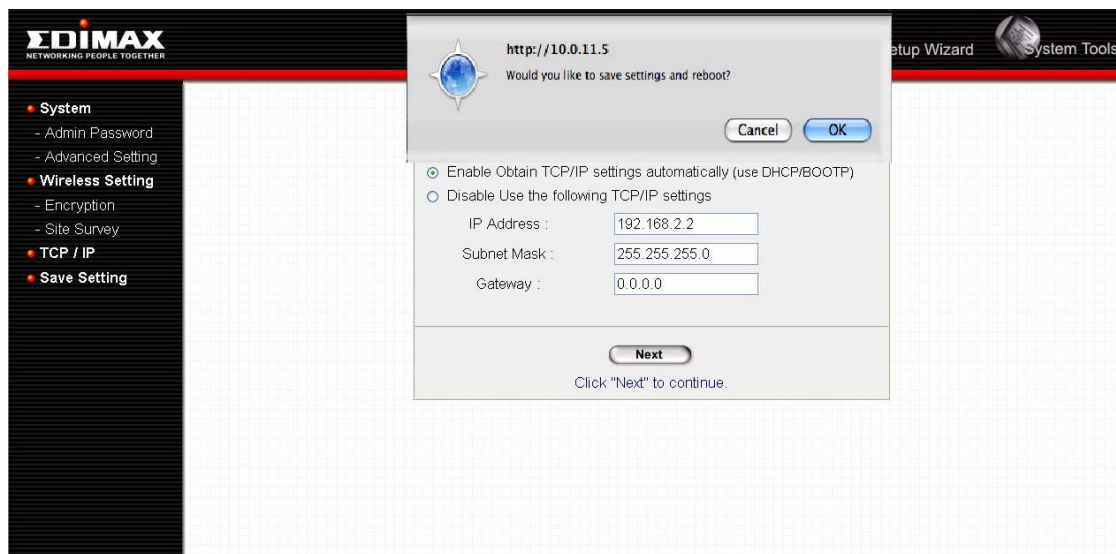 EDIMAX
NETWORKING PEOPLE TOGETHER
etup Wizard
System Tools
http://10.0.11.5
Would you like to save settings and reboot?
Cancel
OK
System
- Admin Password
- Advanced Setting
Wireless Setting
- Encryption
- Site Survey
TCP / IP
Save Setting
Enable Obtain TCP/IP settings automatically (use DHCP/BOOTP)
Disable Use the following TCP/IP settings
IP Address : 192.168.2.2
Subnet Mask : 255.255.255.0
Gateway : 0.0.0.0
Next
Click "Next" to continue.